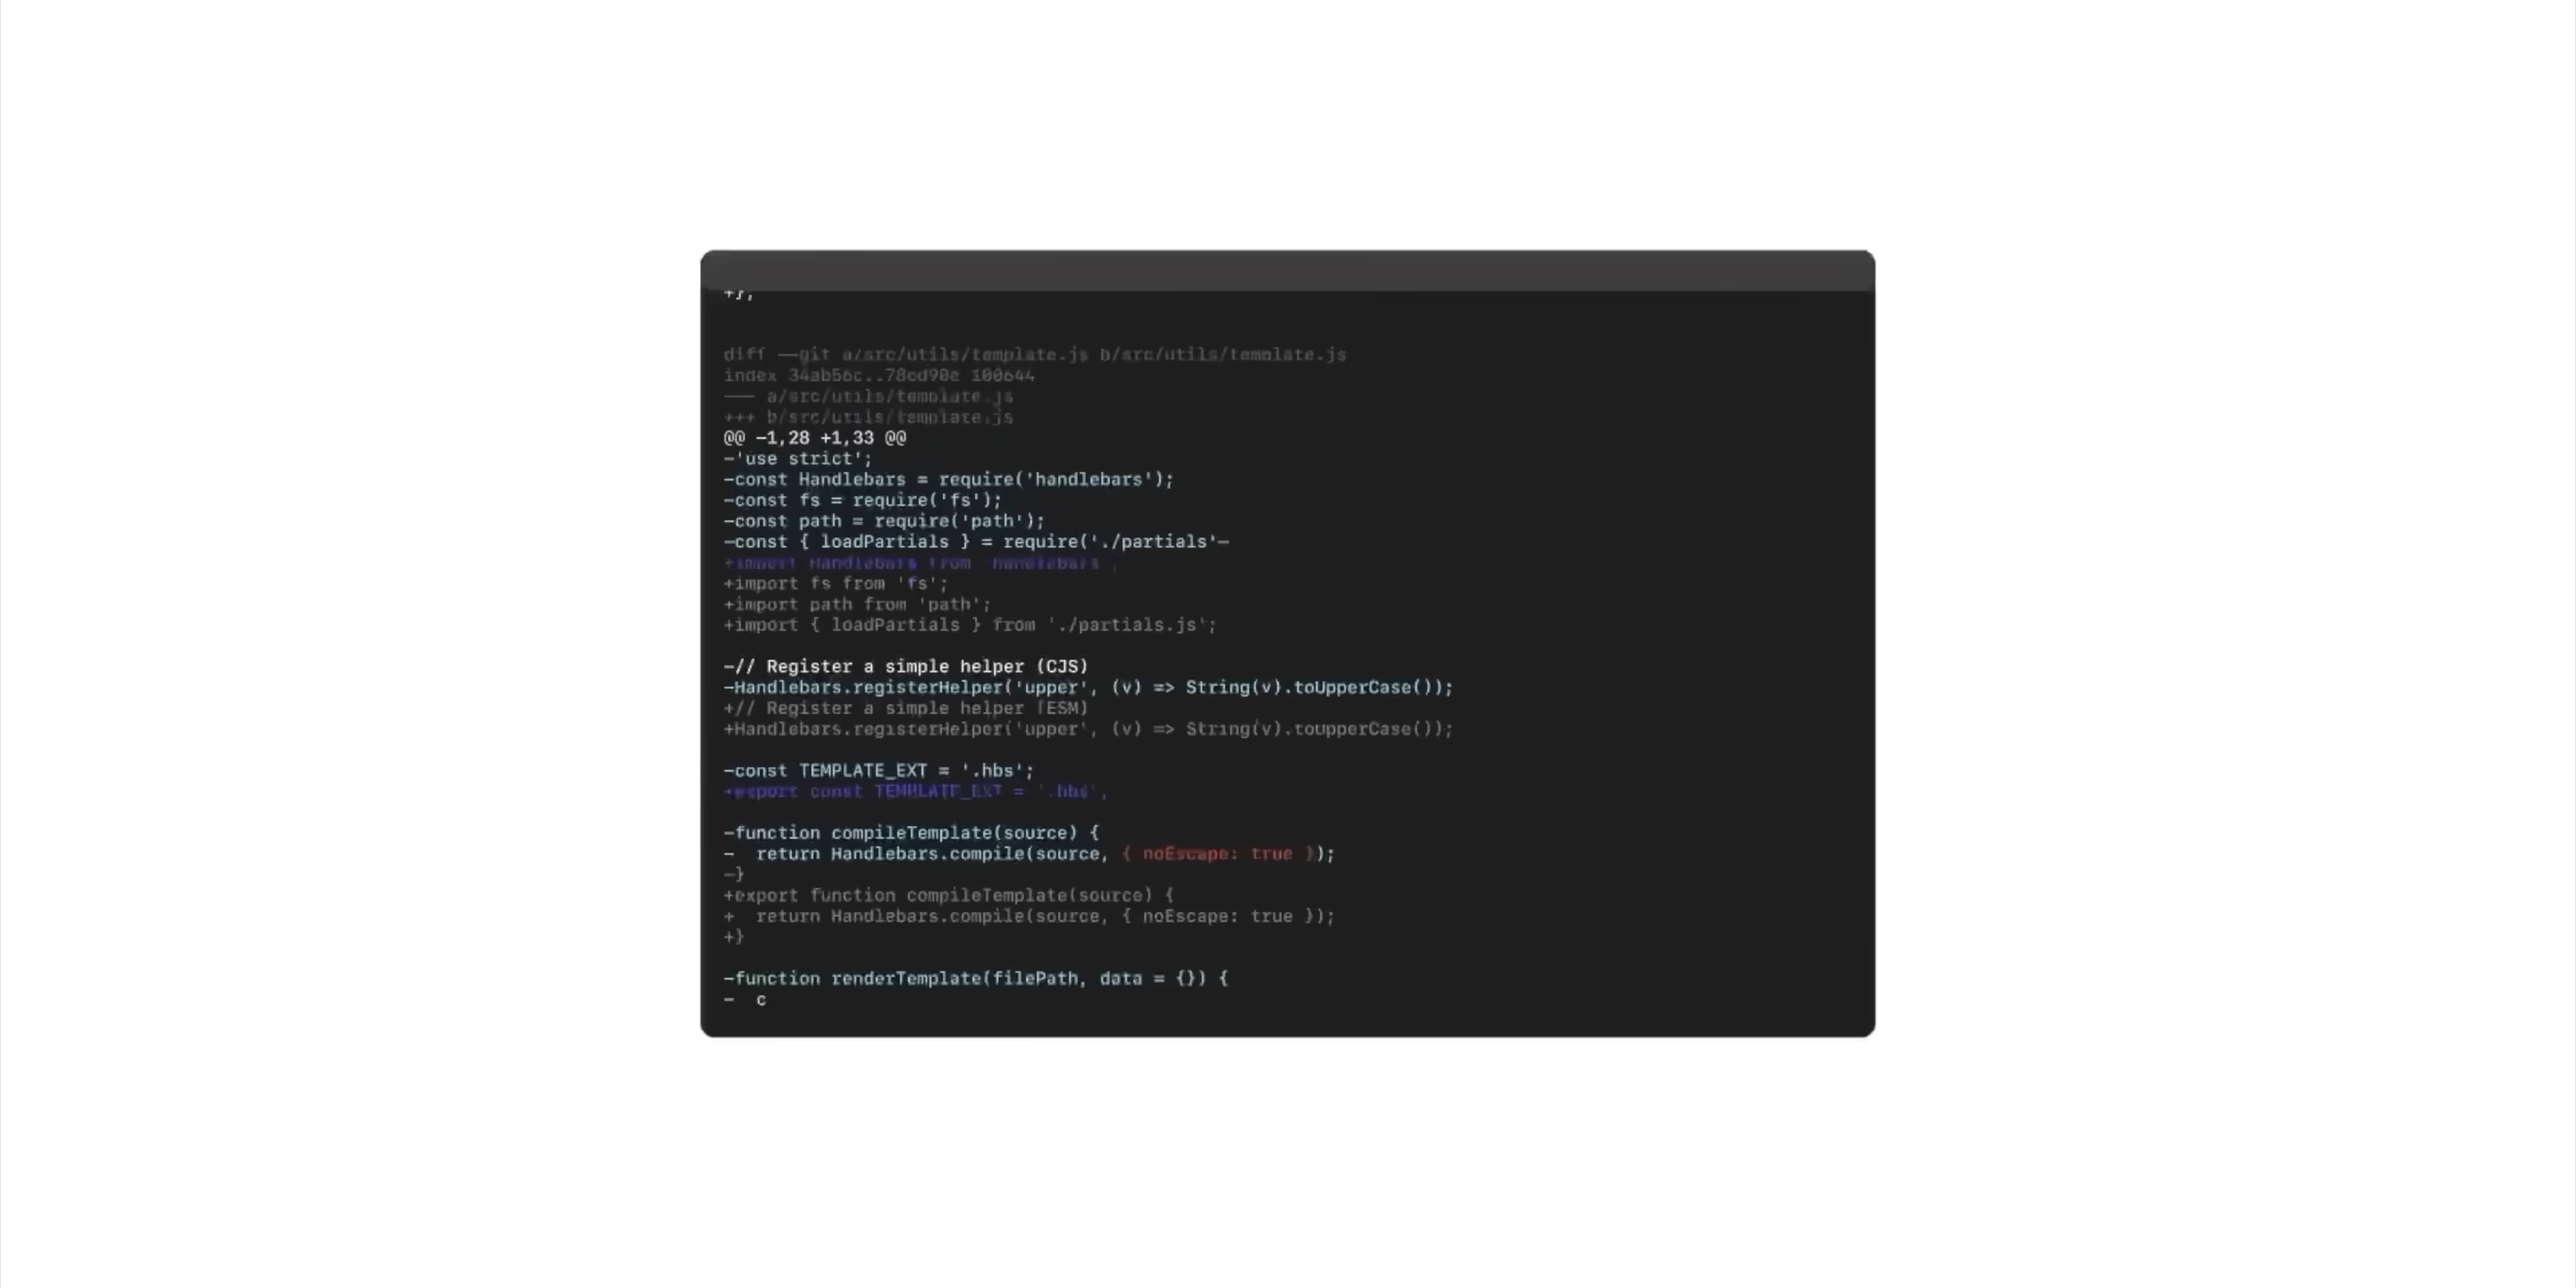 +},
diff —git a/src/utils/template.js b/src/utils/template.js
index 34ab56c..78cd90e 100644
—— a/src/utils/template.js
+++ b/src/utils/template.js
@@ -1,28 +1,33 @@
-'use strict';
-const Handlebars = require('handlebars');
-const fs = require('fs');
-const path = require('path');
-const { loadPartials } = require('./partials'-
+import Handlebars from 'handlebars';
+import fs from 'fs';
+import path from 'path';
+import { loadPartials } from './partials.js';
-// Register a simple helper (CJS)
-Handlebars.registerHelper('upper', (v) => String(v).toUpperCase());
+// Register a simple helper (ESM)
+Handlebars.registerHelper('upper', (v) => String(v).toUpperCase());
-const TEMPLATE_EXT = '.hbs';
+export const TEMPLATE_EXT = '.hbs';
-function compileTemplate(source) {
-  return Handlebars.compile(source, { noEscape: true });
-}
+export function compileTemplate(source) {
+  return Handlebars.compile(source, { noEscape: true });
+}
-function renderTemplate(filePath, data = {}) {
-  c